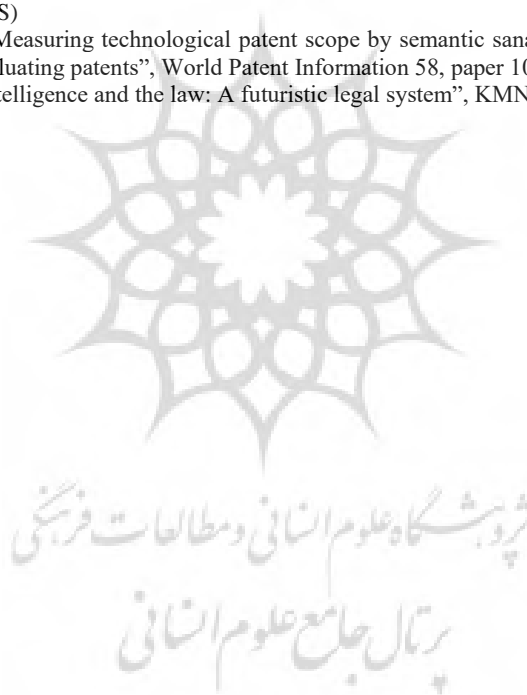 S)
Measuring technological patent scope by semantic sana
luating patents”, World Patent Information 58, paper 10
telligence and the law: A futuristic legal system”, KMN
پژوهشگاه علوم انسانی و مطالعات فرهنگی
پرتال جامع علوم انسانی